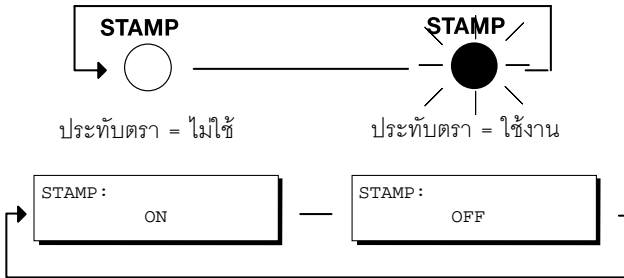 STAMP STAMP
ประทับตรา = ไม่ใช้ ประทับตรา = ใช้งาน
STAMP: STAMP:
ON OFF